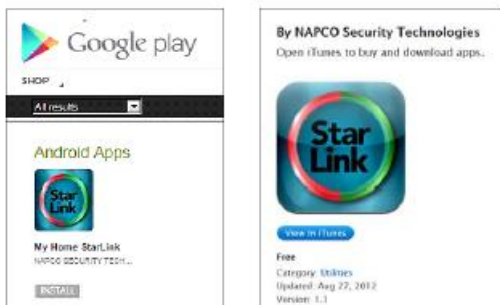 Google play
SHOP
All results
Android Apps
Star
Link
My Home StarLink
NAPCO SECURITY TECH...
INSTALL
By NAPCO Security Technologies
Open iTunes to buy and download apps.
Star
Link
View in iTunes
Free
Category: Utilities
Updated: Aug 27, 2012
Version: 1.1